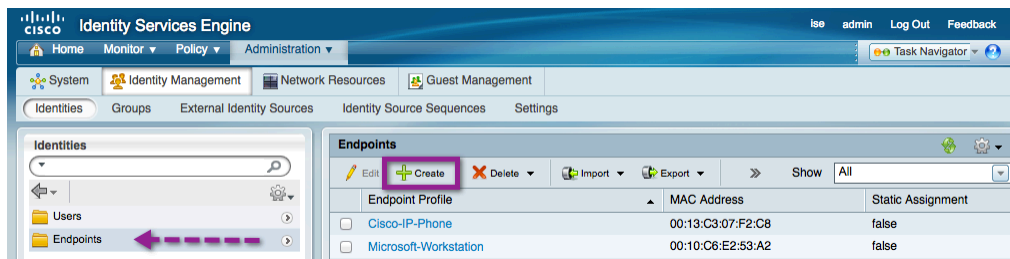 CISCO Identity Services Engine ise admin Log Out Feedback
Home Monitor Policy Administration Task Navigator
System Identity Management Network Resources Guest Management
Identities Groups External Identity Sources Identity Source Sequences Settings
Identities
Users
Endpoints
Endpoints
Edit Create Delete Import Export Show All
Endpoint Profile MAC Address Static Assignment
Cisco-IP-Phone 00:13:C3:07:F2:C8 false
Microsoft-Workstation 00:10:C6:E2:53:A2 false